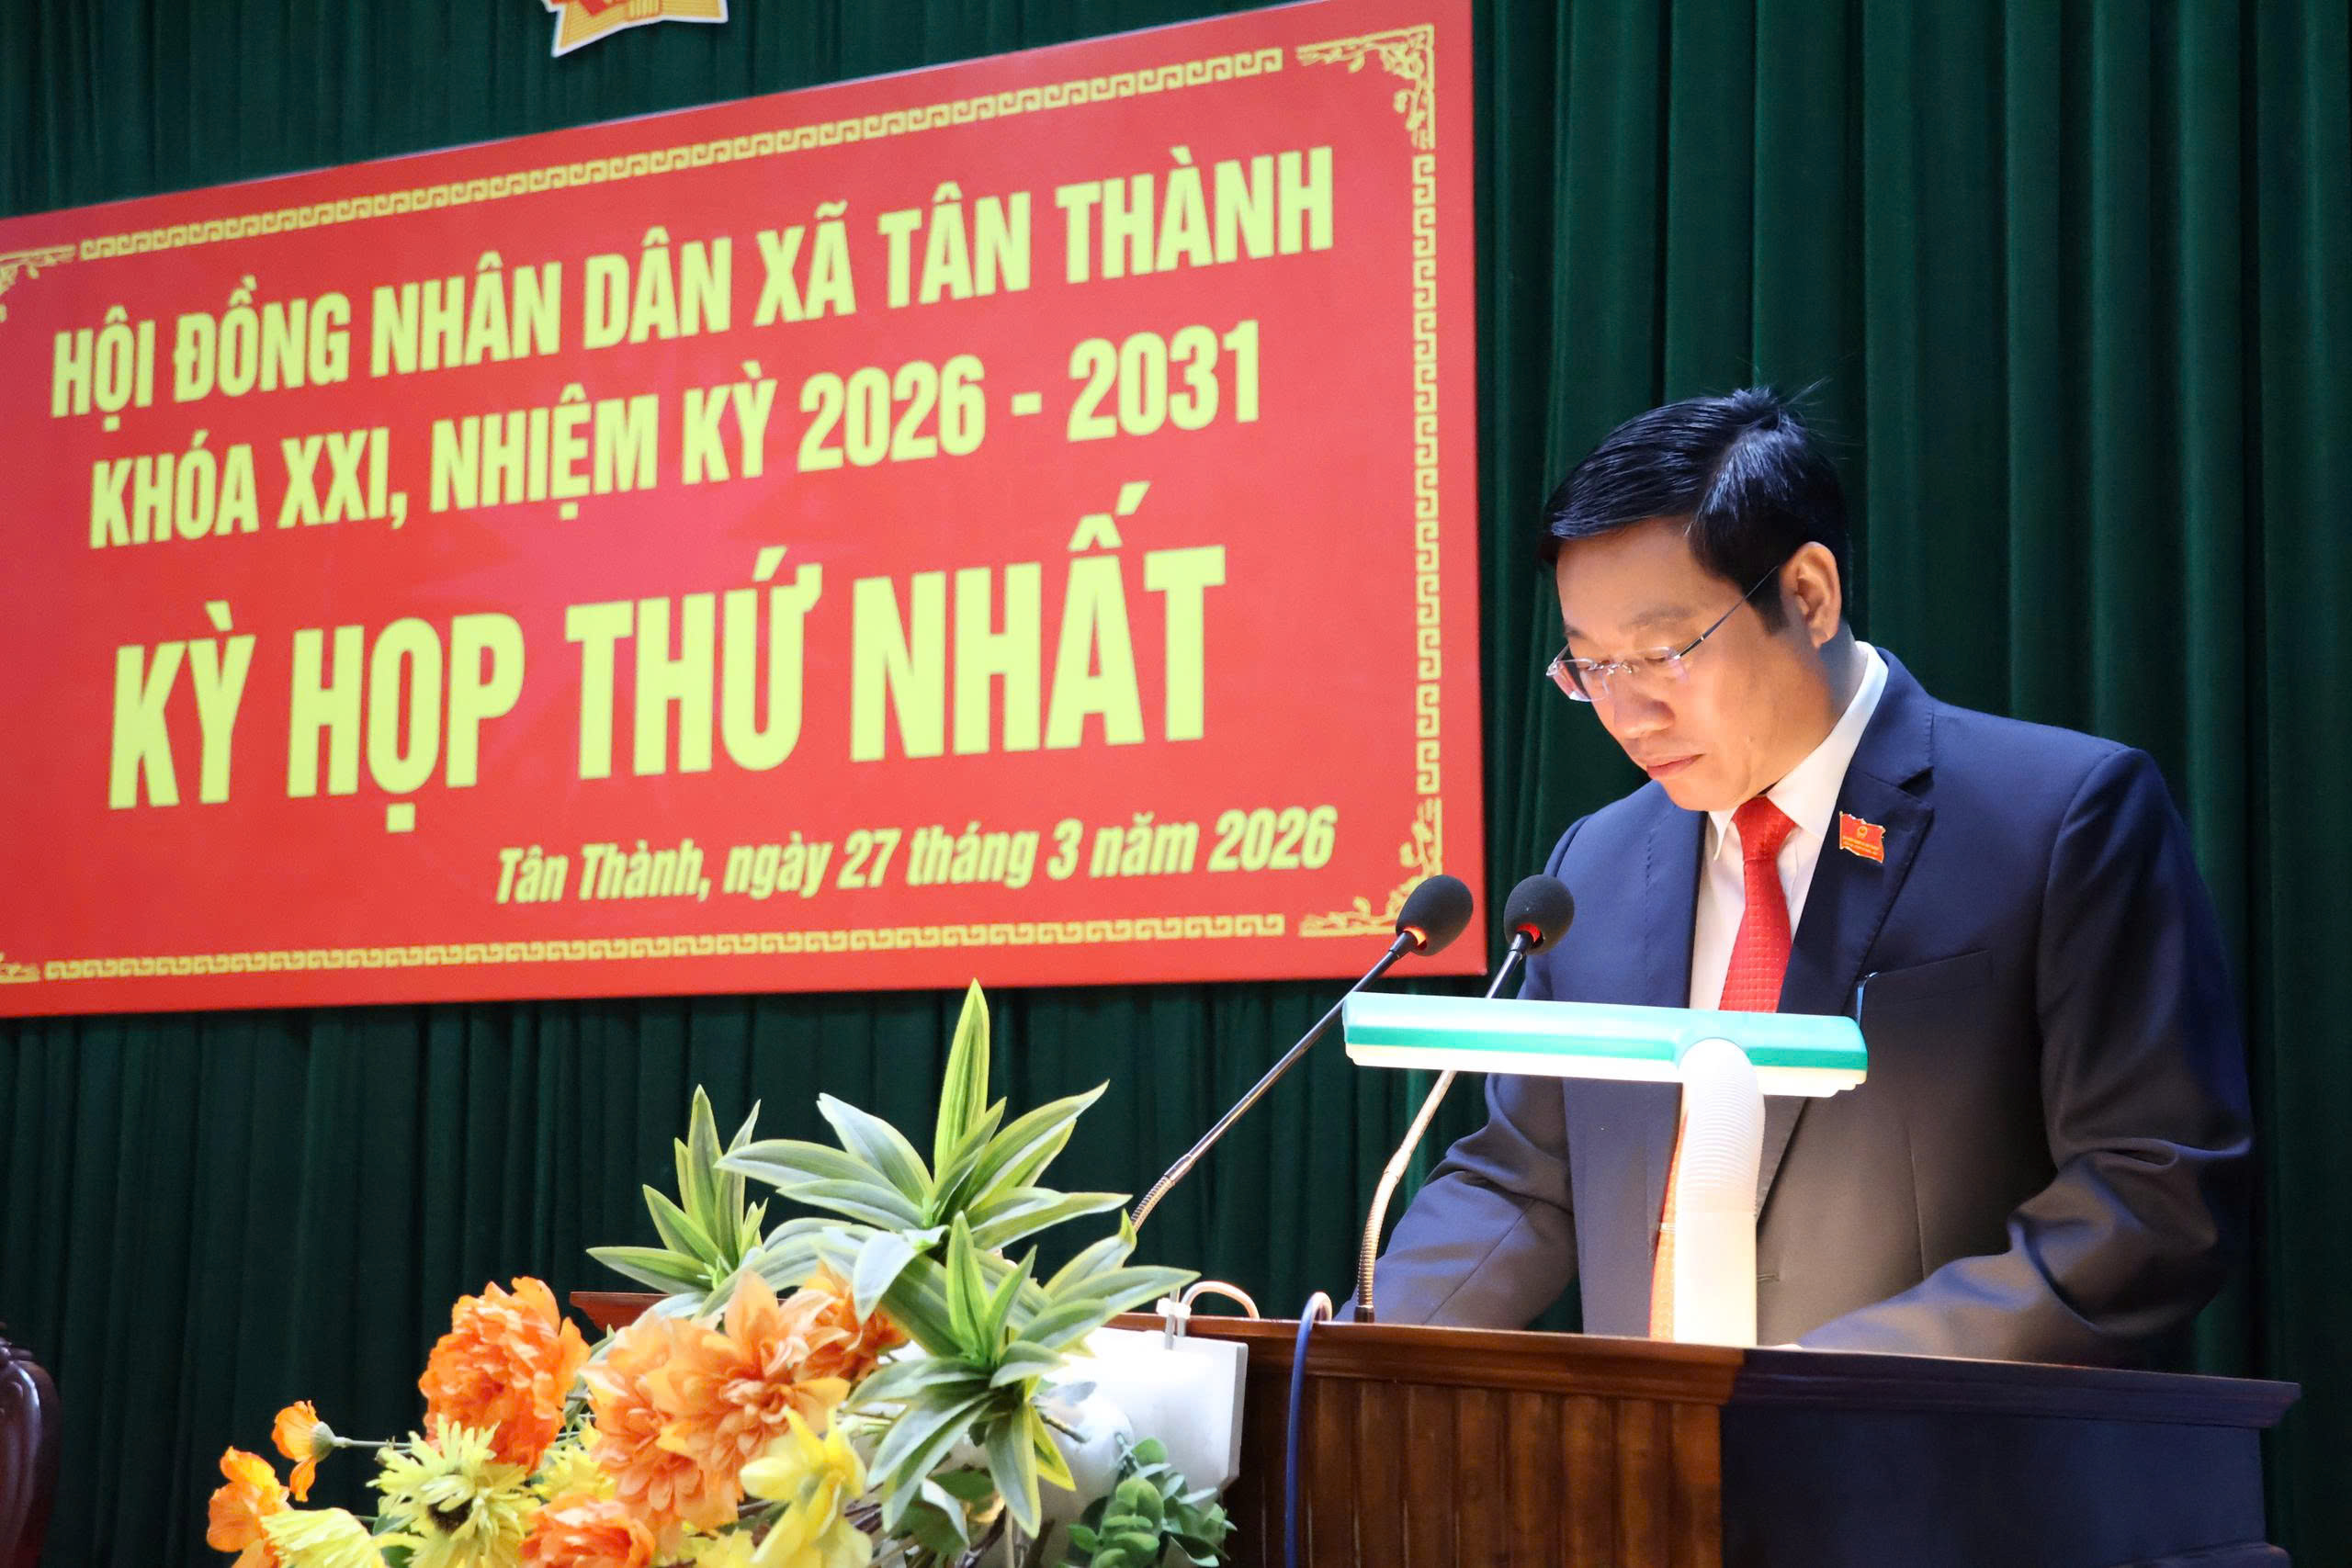 HỘI ĐỒNG NHÂN DÂN XÃ TÂN THÀNH
KHÓA XXI, NHIỆM KỲ 2026 - 2031
KỲ HỌP THỨ NHẤT
Tân Thành, ngày 27 tháng 3 năm 2026